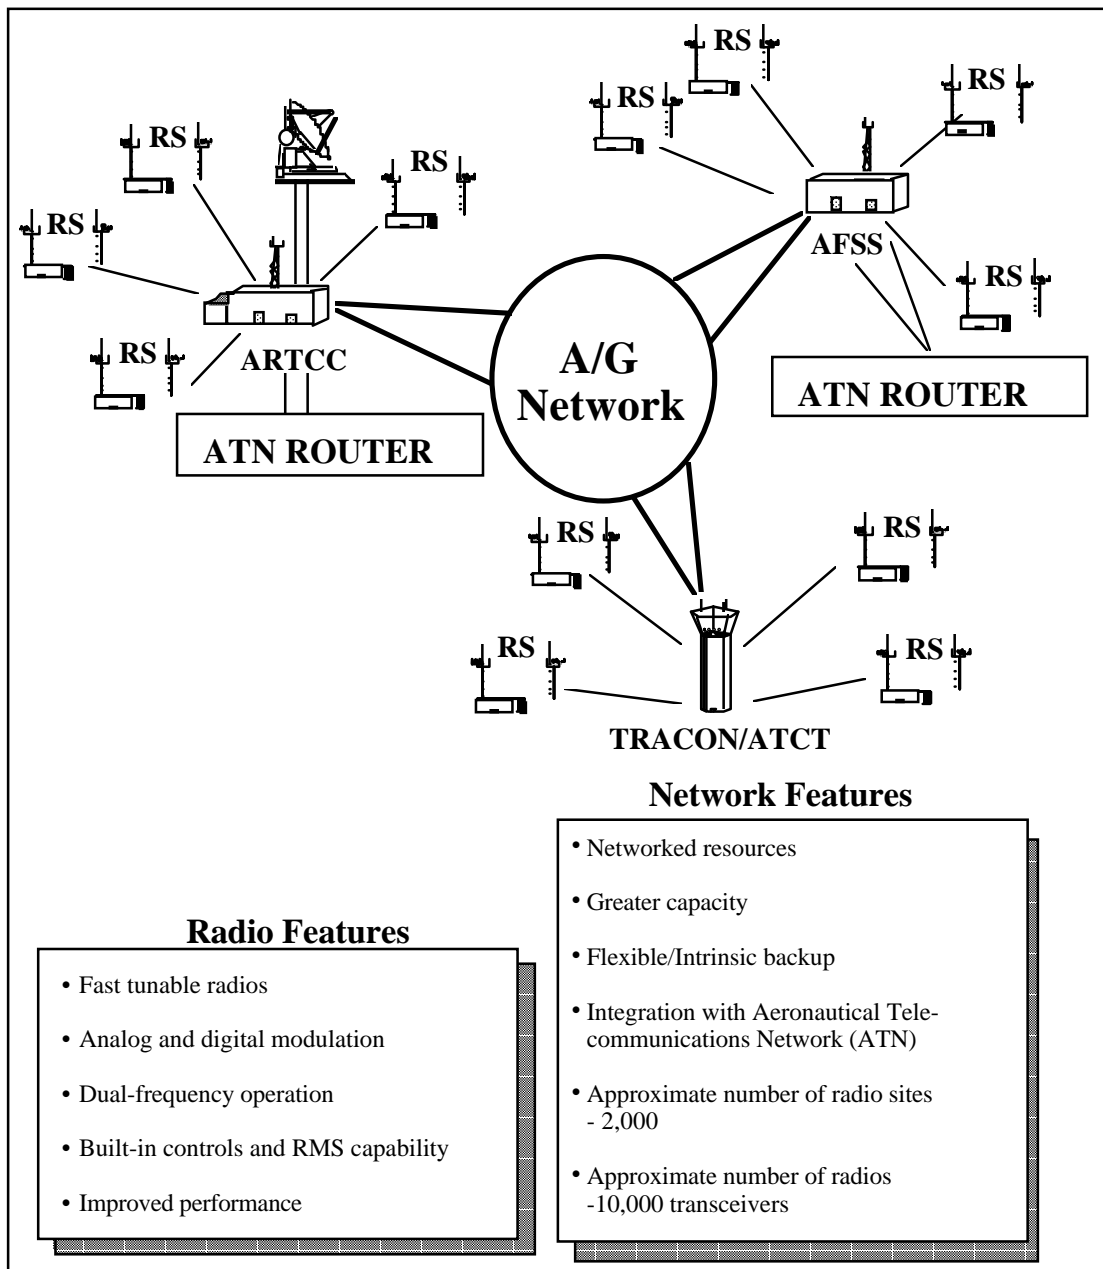 RS
RS
RS
RS
RS
RS
RS
RS
AFSS
RS
ARTCC
RS
A/G
Network
ATN ROUTER
ATN ROUTER
RS
RS
RS
RS
TRACON/ATCT
Network Features
• Networked resources
• Greater capacity
• Flexible/Intrinsic backup
• Integration with Aeronautical Tele-
communications Network (ATN)
• Approximate number of radio sites
- 2,000
• Approximate number of radios
-10,000 transceivers
Radio Features
• Fast tunable radios
• Analog and digital modulation
• Dual-frequency operation
• Built-in controls and RMS capability
• Improved performance